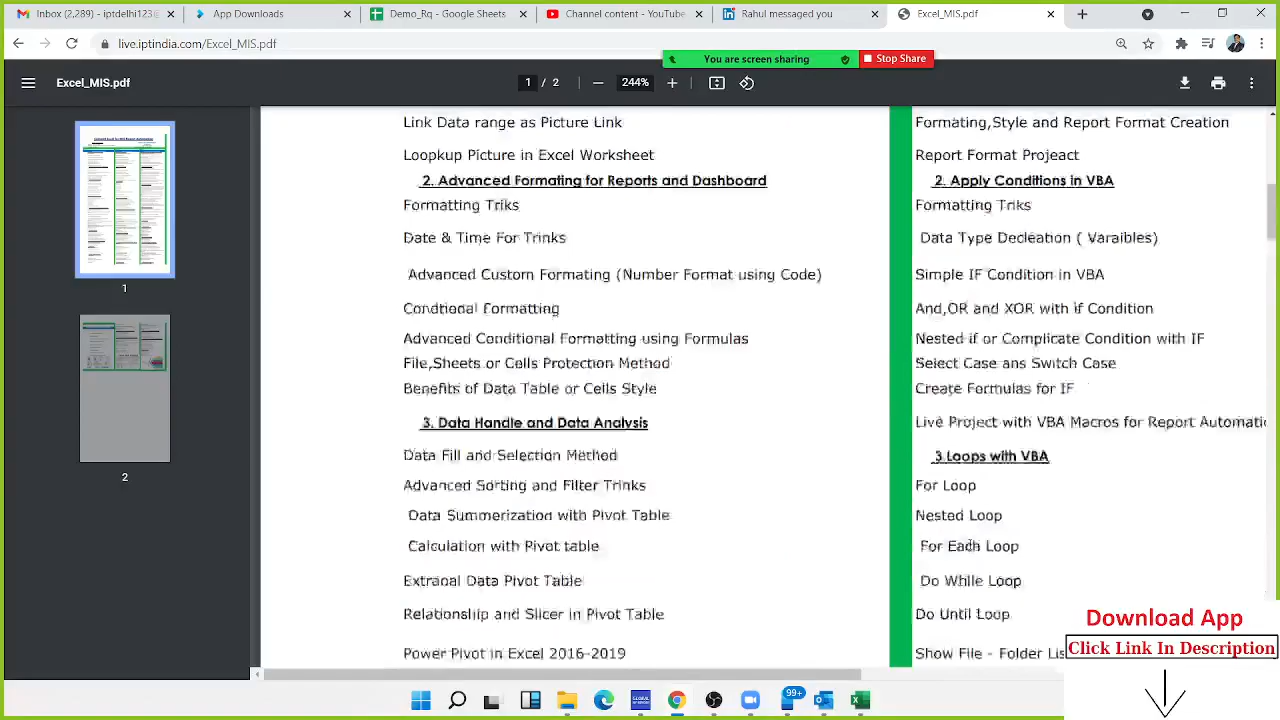 Inbox (2,289) - iptdelhi123
App Downloads
Demo_Rq - Google Sheets
Channel content - YouTube
Rahul messaged you
Excel_MIS.pdf
live.iptindia.com/Excel_MIS.pdf
You are screen sharing
Stop Share
Excel_MIS.pdf
1 / 2
244%
1
2
Link Data range as Picture Link
Loopkup Picture in Excel Worksheet
2. Advanced Formating for Reports and Dashboard
Formatting Triks
Date & Time For Trinks
Advanced Custom Formating (Number Format using Code)
Conditional Formatting
Advanced Conditional Formatting using Formulas
File,Sheets or Cells Protection Method
Benefits of Data Table or Cells Style
3. Data Handle and Data Analysis
Data Fill and Selection Method
Advanced Sorting and Filter Trinks
Data Summerization with Pivot Table
Calculation with Pivot table
Extranal Data Pivot Table
Relationship and Slicer in Pivot Table
Power Pivot in Excel 2016-2019
Formating,Style and Report Format Creation
Report Format Projeact
2. Apply Conditions in VBA
Formatting Triks
Data Type Decleation ( Varaibles)
Simple IF Condition in VBA
And,OR and XOR with if Condition
Nested if or Complicate Condition with IF
Select Case ans Switch Case
Create Formulas for IF
Live Project with VBA Macros for Report Automatic
3.Loops with VBA
For Loop
Nested Loop
For Each Loop
Do While Loop
Do Until Loop
Show File - Folder Lis
Download App
Click Link In Description
99+